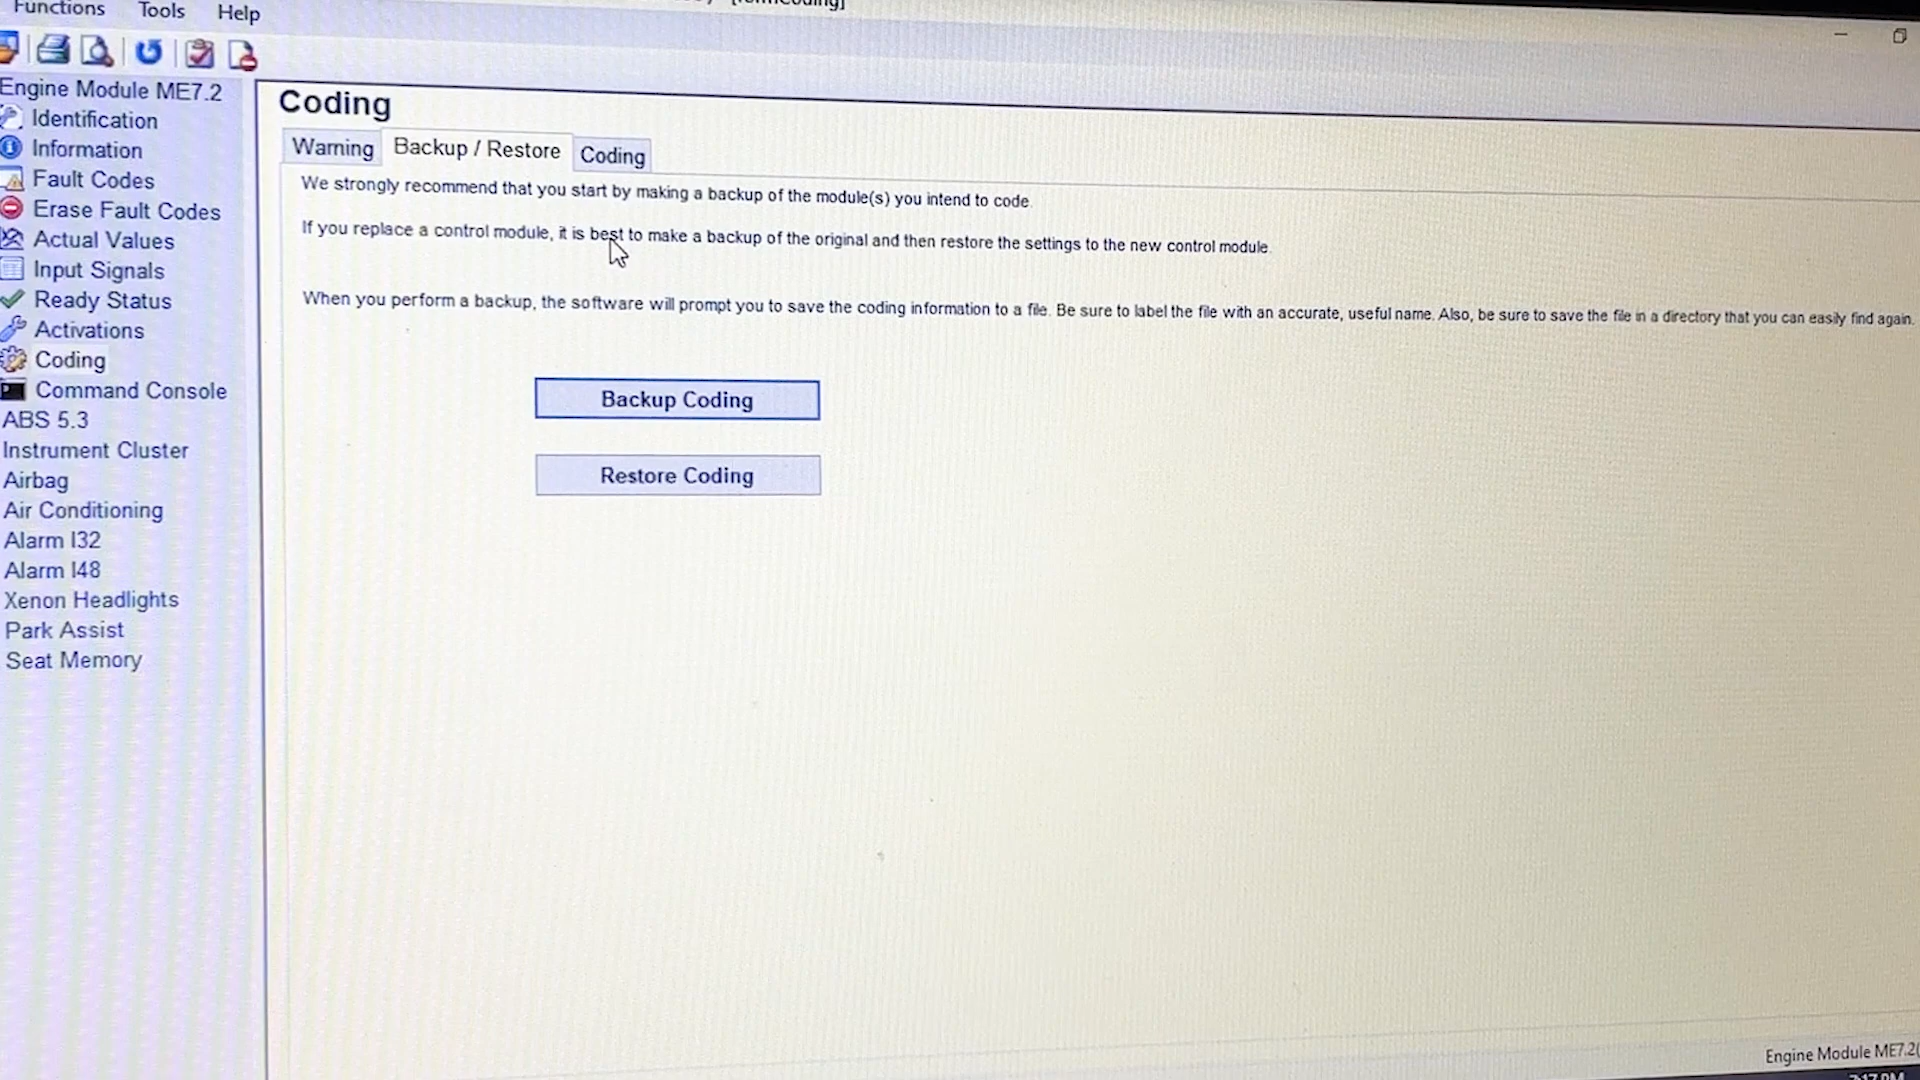 Functions Tools Help
Engine Module ME7.2
Identification
Information
Fault Codes
Erase Fault Codes
Actual Values
Input Signals
Ready Status
Activations
Coding
Command Console
ABS 5.3
Instrument Cluster
Airbag
Air Conditioning
Alarm I32
Alarm I48
Xenon Headlights
Park Assist
Seat Memory
Coding
Warning Backup / Restore Coding
We strongly recommend that you start by making a backup of the module(s) you intend to code.
If you replace a control module, it is best to make a backup of the original and then restore the settings to the new control module.
When you perform a backup, the software will prompt you to save the coding information to a file. Be sure to label the file with an accurate, useful name. Also, be sure to save the file in a directory that you can easily find again.
Backup Coding
Restore Coding
Engine Module ME7.2(